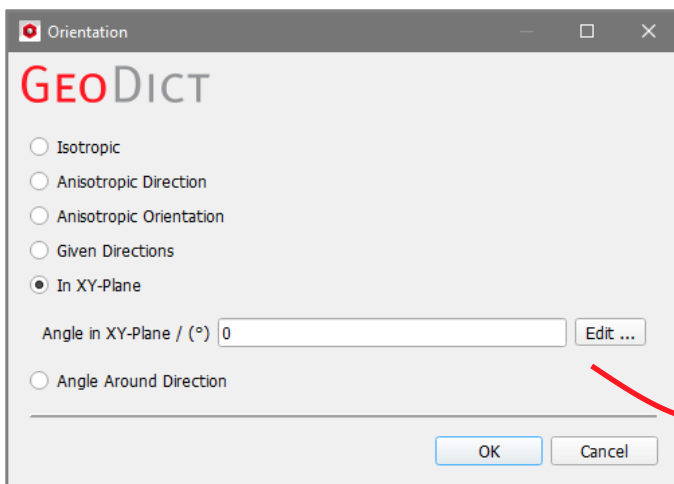 Orientation
GEODICT
Isotropic
Anisotropic Direction
Anisotropic Orientation
Given Directions
In XY-Plane
Angle in XY-Plane / (°) 0 Edit ...
Angle Around Direction
OK Cancel